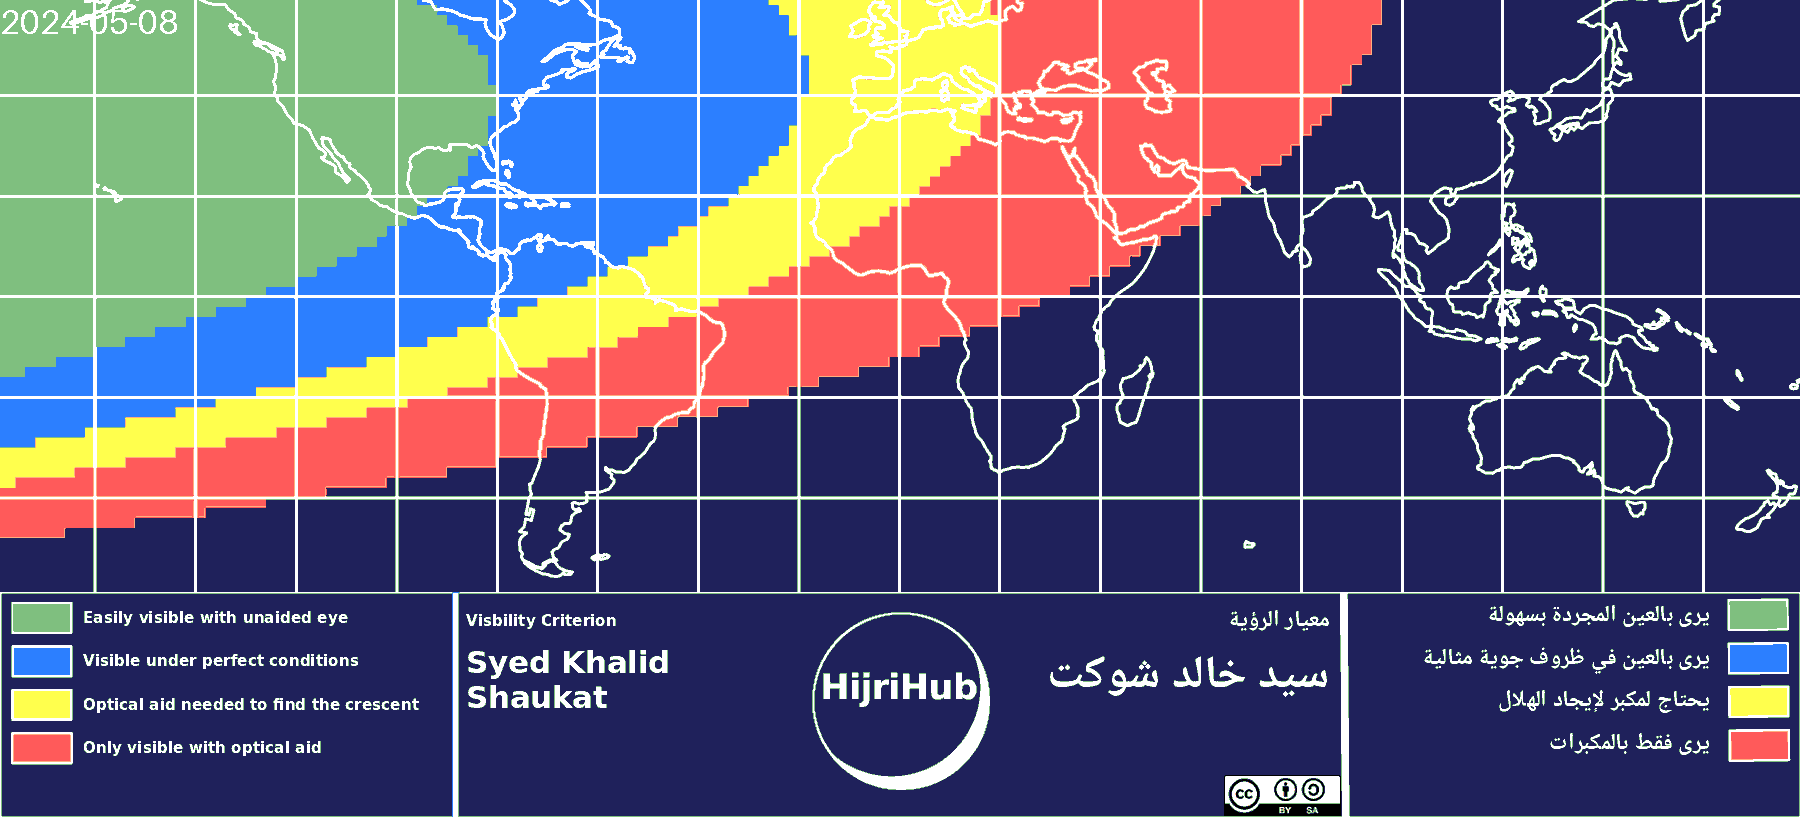 2024-05-08
Easily visible with unaided eye
Visible under perfect conditions
Optical aid needed to find the crescent
Only visible with optical aid
Visbility Criterion
Syed Khalid
Shaukat
HijriHub
معيار الرؤية
سيد خالد شوكت
CC BY SA
يرى بالعين المجردة بسهولة
يرى بالعين في ظروف جوية مثالية
يحتاج لمكبر لإيجاد الهلال
يرى فقط بالمكبرات